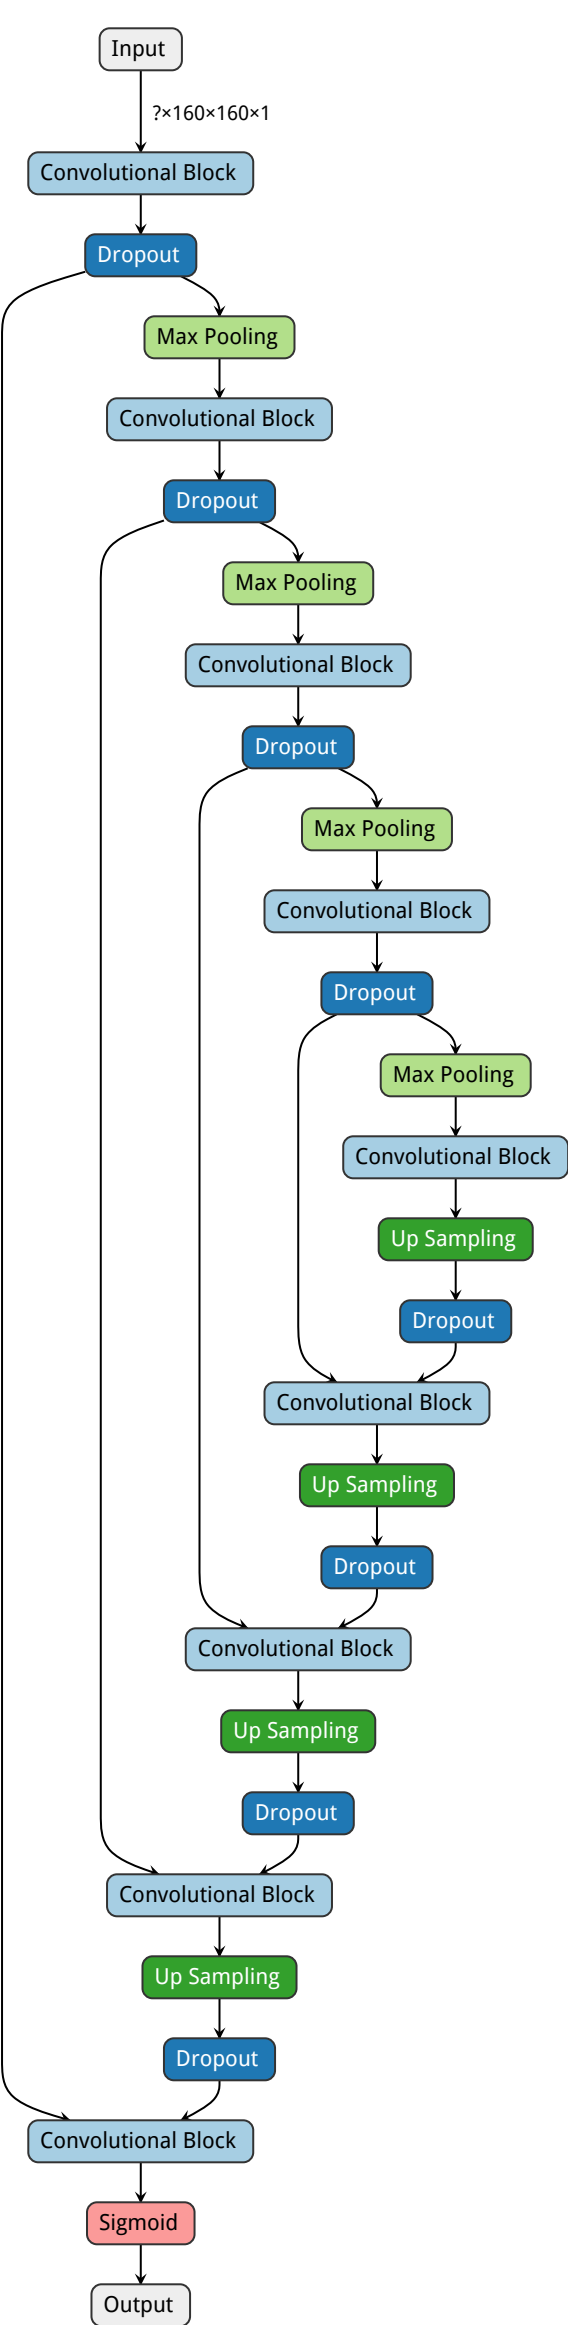 Input
?×160×160×1
Convolutional Block
Dropout
Max Pooling
Convolutional Block
Dropout
Max Pooling
Convolutional Block
Dropout
Max Pooling
Convolutional Block
Dropout
Max Pooling
Convolutional Block
Up Sampling
Dropout
Convolutional Block
Up Sampling
Dropout
Convolutional Block
Up Sampling
Dropout
Convolutional Block
Up Sampling
Dropout
Convolutional Block
Sigmoid
Output